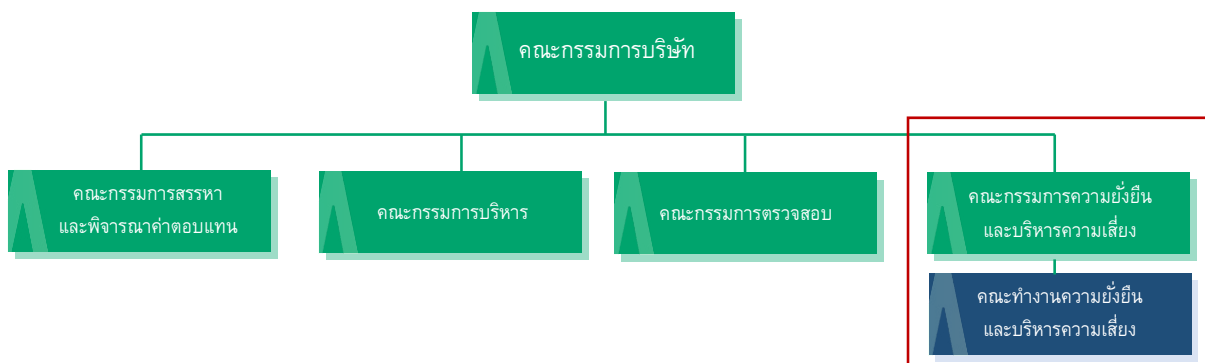 คณะกรรมการบริษัท
คณะกรรมการสรรหา
และพิจารณาค่าตอบแทน
คณะกรรมการบริหาร
คณะกรรมการตรวจสอบ
คณะกรรมการความยั่งยืน
และบริหารความเสี่ยง
คณะทำงานความยั่งยืน
และบริหารความเสี่ยง